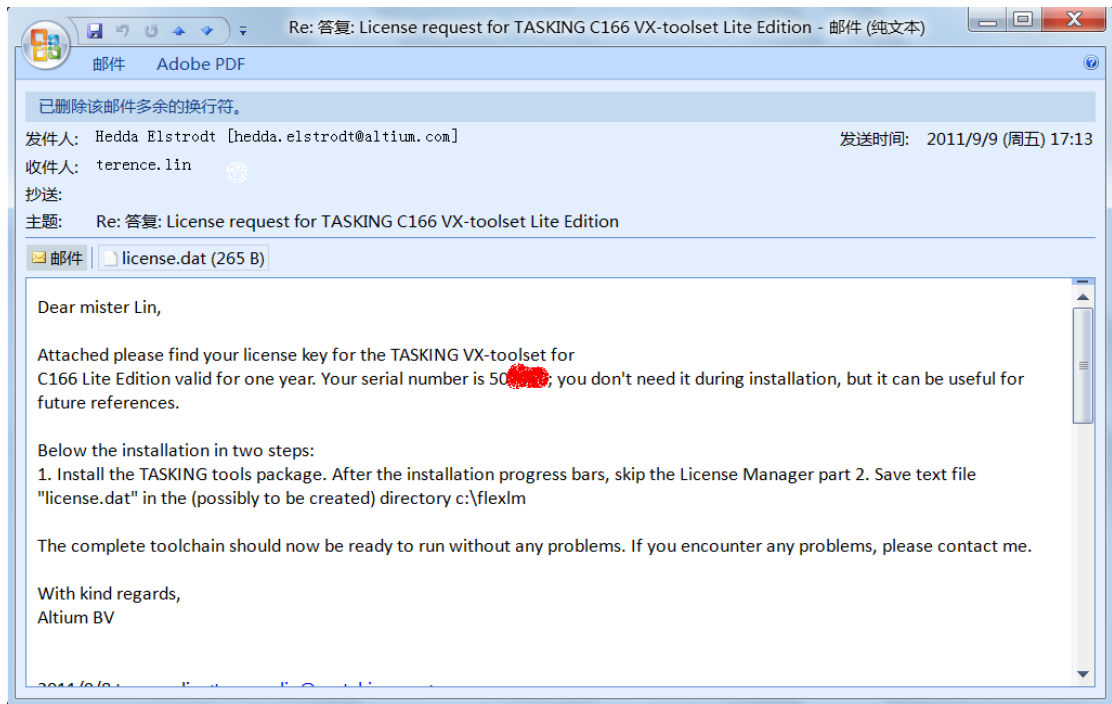 Re: 答复: License request for TASKING C166 VX-toolset Lite Edition - 邮件 (纯文本)
邮件 Adobe PDF
已删除该邮件多余的换行符。
发件人: Hedda Elstrodt [hedda.elstrodt@altium.com] 发送时间: 2011/9/9 (周五) 17:13
收件人: terence.lin
抄送:
主题: Re: 答复: License request for TASKING C166 VX-toolset Lite Edition
邮件 license.dat (265 B)
Dear mister Lin,
Attached please find your license key for the TASKING VX-toolset for
C166 Lite Edition valid for one year. Your serial number is 50; you don't need it during installation, but it can be useful for
future references.
Below the installation in two steps:
1. Install the TASKING tools package. After the installation progress bars, skip the License Manager part 2. Save text file
"license.dat" in the (possibly to be created) directory c:\flexlm
The complete toolchain should now be ready to run without any problems. If you encounter any problems, please contact me.
With kind regards,
Altium BV